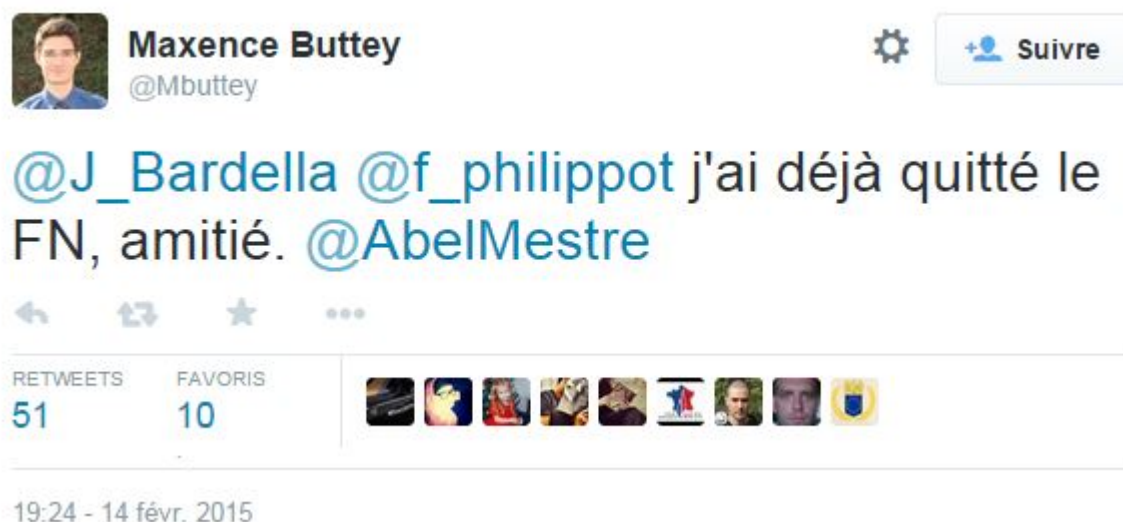 Maxence Buttey
@Mbuttey
Suivre
@J_Bardella @f_philippot j'ai déjà quitté le
FN, amitié. @AbelMestre
RETWEETS FAVORIS
51 10
19:24 - 14 févr. 2015